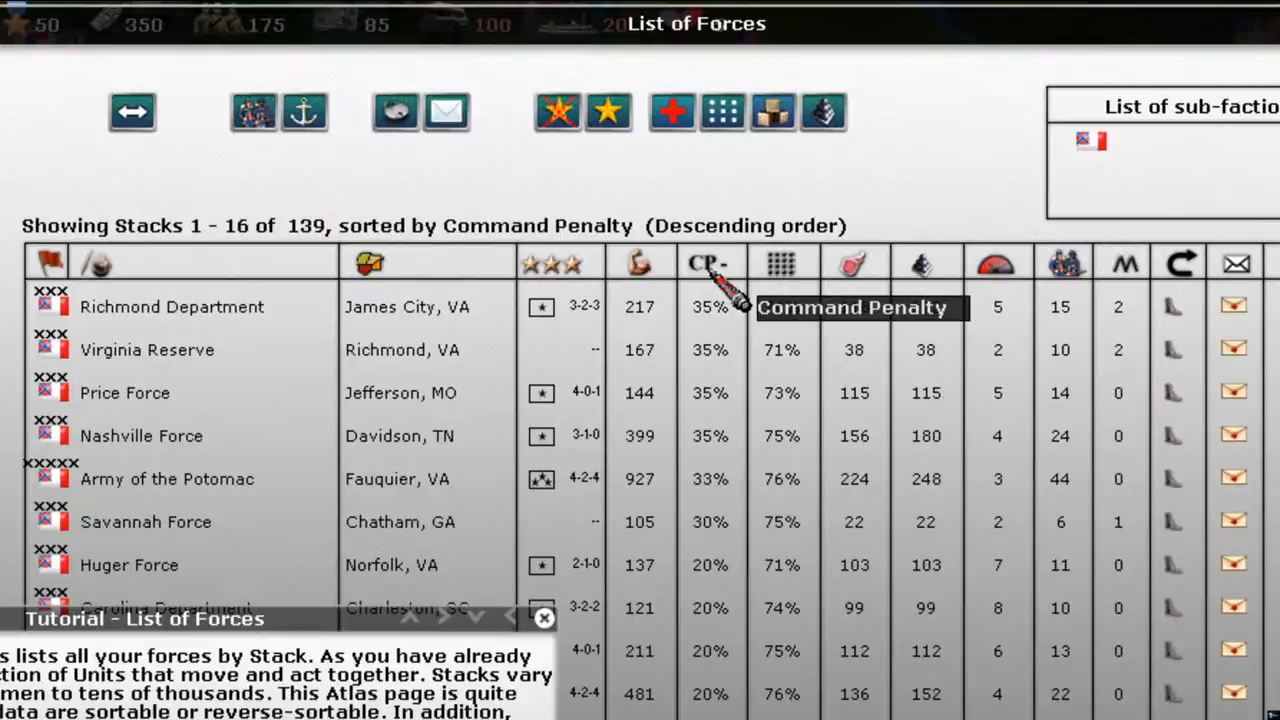 50 350 175 85 100 20 List of Forces
List of sub-factio
Showing Stacks 1 - 16 of 139, sorted by Command Penalty (Descending order)
CP -
XXX
Richmond Department James City, VA 3-2-3 217 35% Command Penalty 5 15 2
XXX
Virginia Reserve Richmond, VA -- 167 35% 71% 38 38 2 10 2
XXX
Price Force Jefferson, MO 4-0-1 144 35% 73% 115 115 5 14 0
XXX
Nashville Force Davidson, TN 3-1-0 399 35% 75% 156 180 4 24 0
XXXXX
Army of the Potomac Fauquier, VA 4-2-4 927 33% 76% 224 248 3 44 0
XXX
Savannah Force Chatham, GA -- 105 30% 75% 22 22 2 6 1
XXX
Huger Force Norfolk, VA 2-1-0 137 20% 71% 103 103 7 11 0
XXX
Carolina Department Charleston, SC 3-2-2 121 20% 74% 99 99 8 10 0
Tutorial - List of Forces
4-0-1 211 20% 75% 112 112 6 13 0
4-2-4 481 20% 76% 136 152 4 22 0
s lists all your forces by Stack. As you have already
ction of Units that move and act together. Stacks vary
men to tens of thousands. This Atlas page is quite
data are sortable or reverse-sortable. In addition,